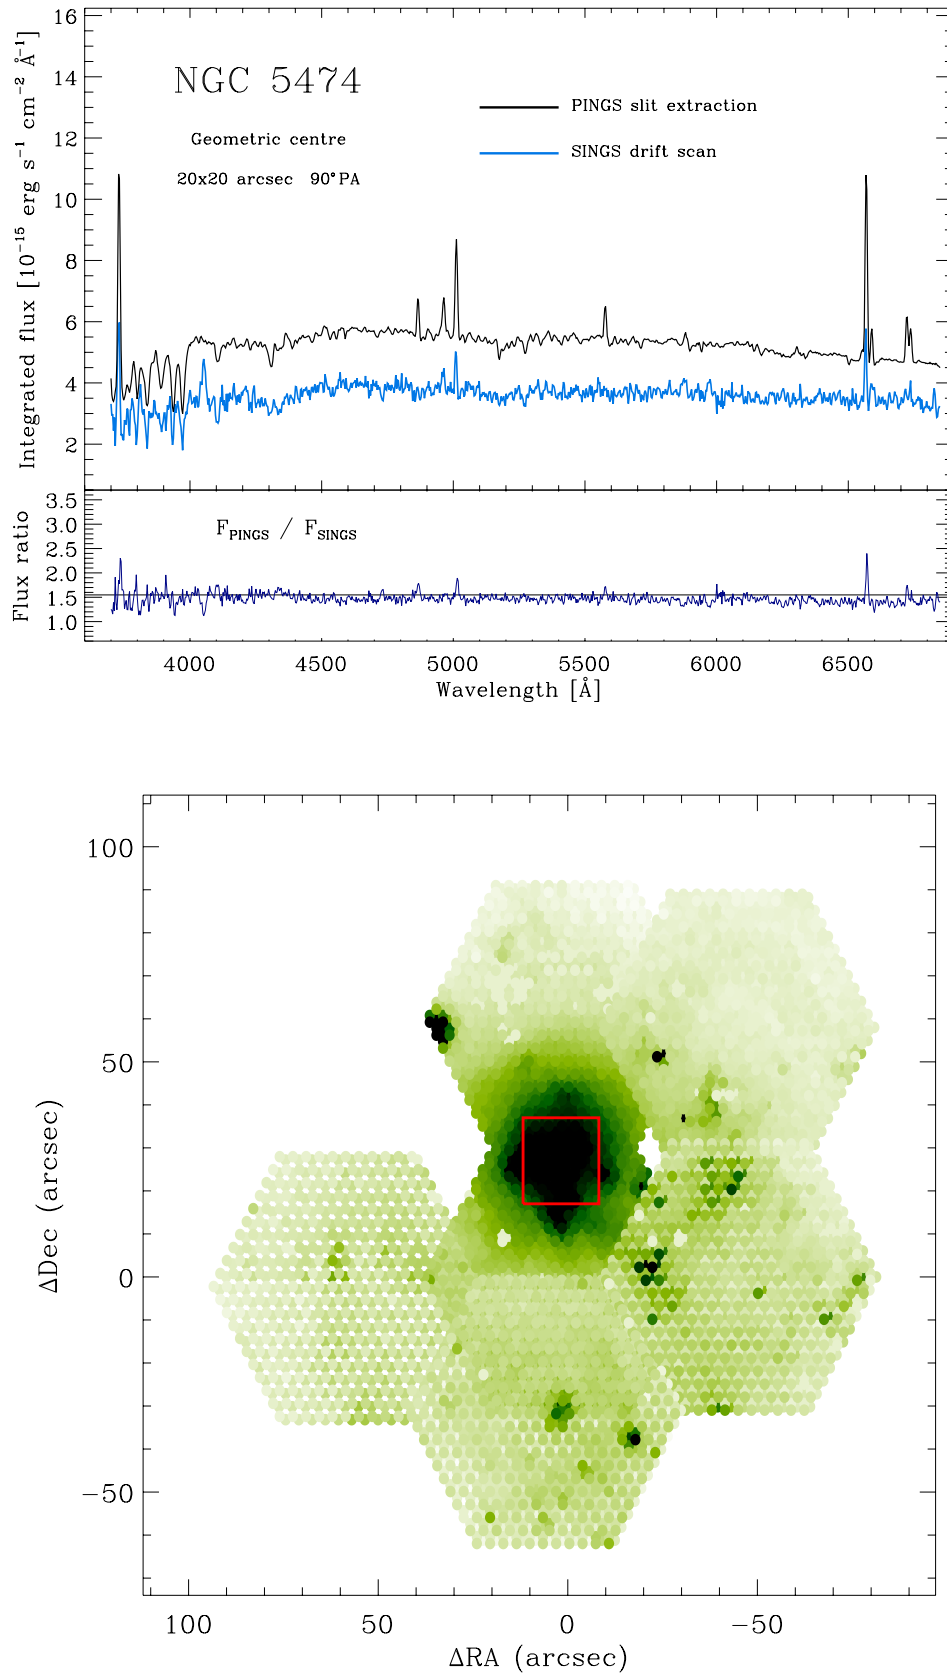 16
14
12
10
8
6
4
2
Integrated flux [10⁻¹⁵ erg s⁻¹ cm⁻² Å⁻¹]
NGC 5474
Geometric centre
20x20 arcsec 90°PA
PINGS slit extraction
SINGS drift scan
3.5
3.0
2.5
2.0
1.5
1.0
Flux ratio
F_PINGS / F_SINGS
4000 4500 5000 5500 6000 6500
Wavelength [Å]
100
50
0
−50
ΔDec (arcsec)
100 50 0 −50
ΔRA (arcsec)